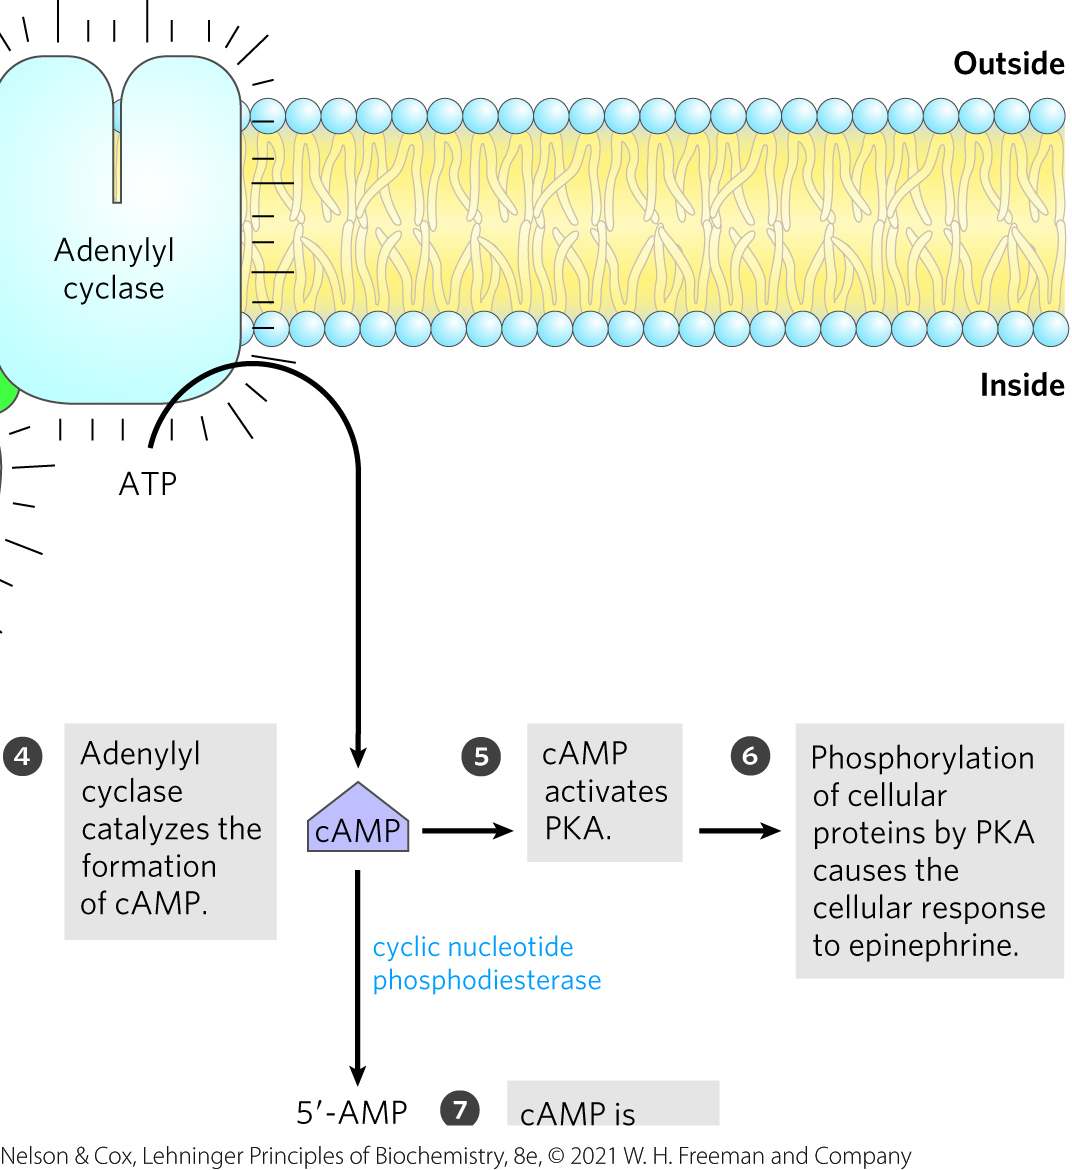 Outside
Adenylyl
cyclase
Inside
ATP
4
Adenylyl
cyclase
catalyzes the
formation
of cAMP.
cAMP
5
cAMP
activates
PKA.
6
Phosphorylation
of cellular
proteins by PKA
causes the
cellular response
to epinephrine.
cyclic nucleotide
phosphodiesterase
5′-AMP
7
cAMP is
Nelson & Cox, Lehninger Principles of Biochemistry, 8e, © 2021 W. H. Freeman and Company